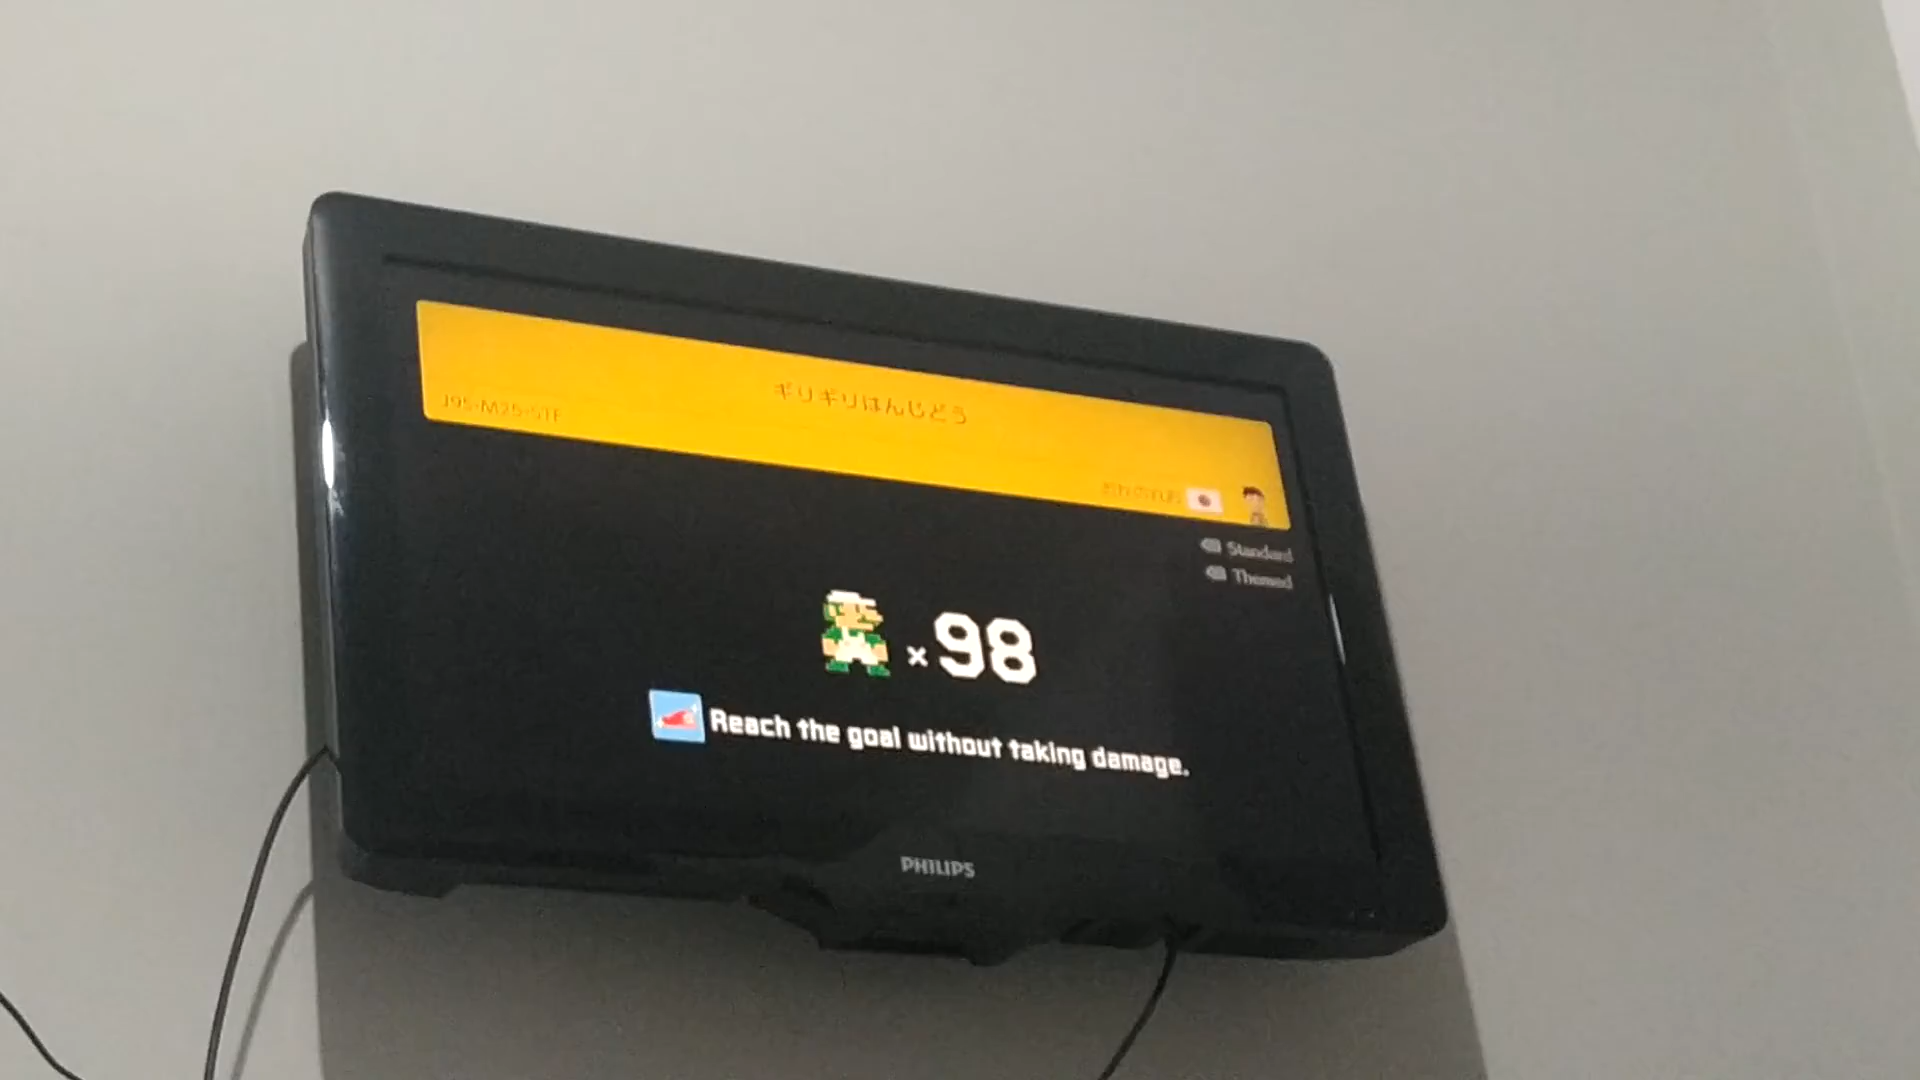 ギリギリはんじどう
Standard
Themed
×98
Reach the goal without taking damage.
PHILIPS